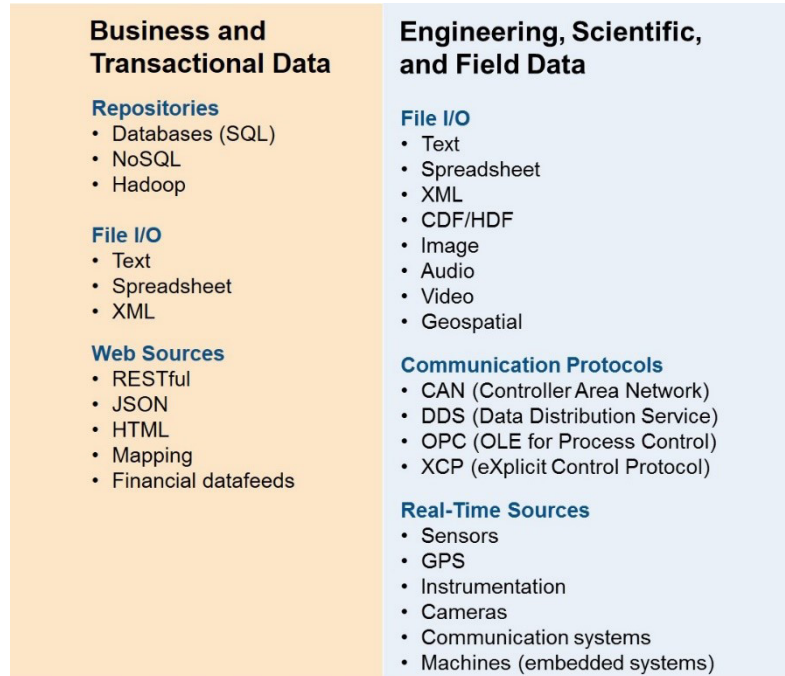 Business and
Transactional Data
Repositories
• Databases (SQL)
• NoSQL
• Hadoop
File I/O
• Text
• Spreadsheet
• XML
Web Sources
• RESTful
• JSON
• HTML
• Mapping
• Financial datafeeds
Engineering, Scientific,
and Field Data
File I/O
• Text
• Spreadsheet
• XML
• CDF/HDF
• Image
• Audio
• Video
• Geospatial
Communication Protocols
• CAN (Controller Area Network)
• DDS (Data Distribution Service)
• OPC (OLE for Process Control)
• XCP (eXplicit Control Protocol)
Real-Time Sources
• Sensors
• GPS
• Instrumentation
• Cameras
• Communication systems
• Machines (embedded systems)